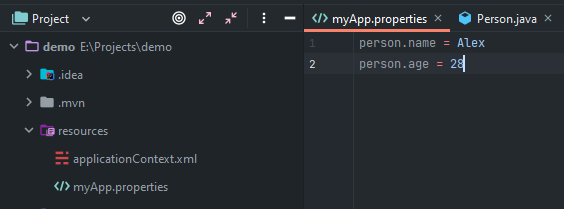 Project
myApp.properties
Person.java
demo E:\Projects\demo
.idea
.mvn
resources
applicationContext.xml
myApp.properties
1 person.name = Alex
2 person.age = 28